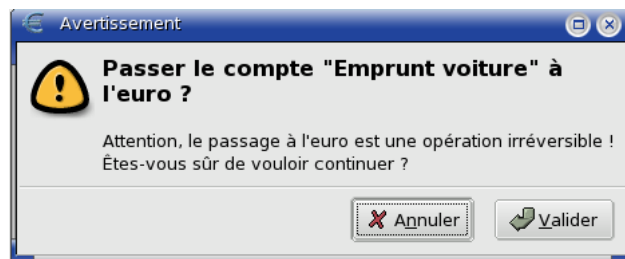 Avertissement
Passer le compte "Emprunt voiture" à
l'euro ?
Attention, le passage à l'euro est une opération irréversible !
Êtes-vous sûr de vouloir continuer ?
Annuler
Valider